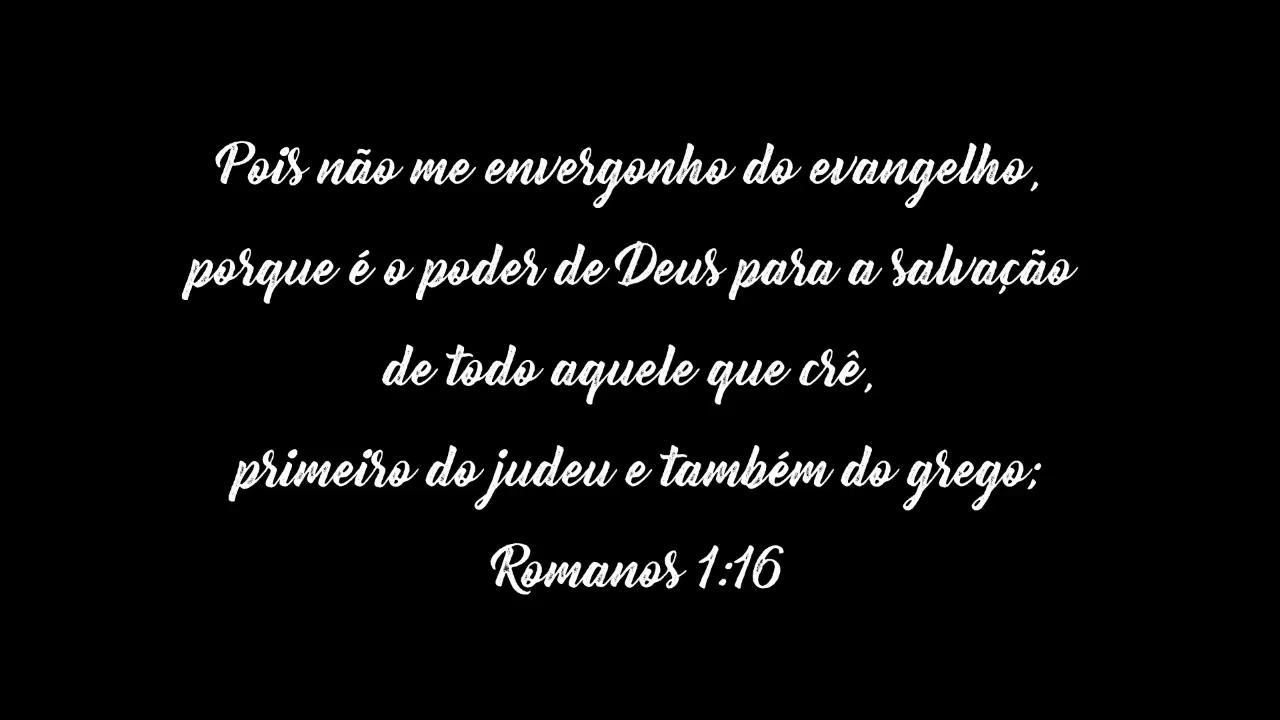 Pois não me envergonho do evangelho,
porque é o poder de Deus para a salvação
de todo aquele que crê,
primeiro do judeu e também do grego;
Romanos 1:16